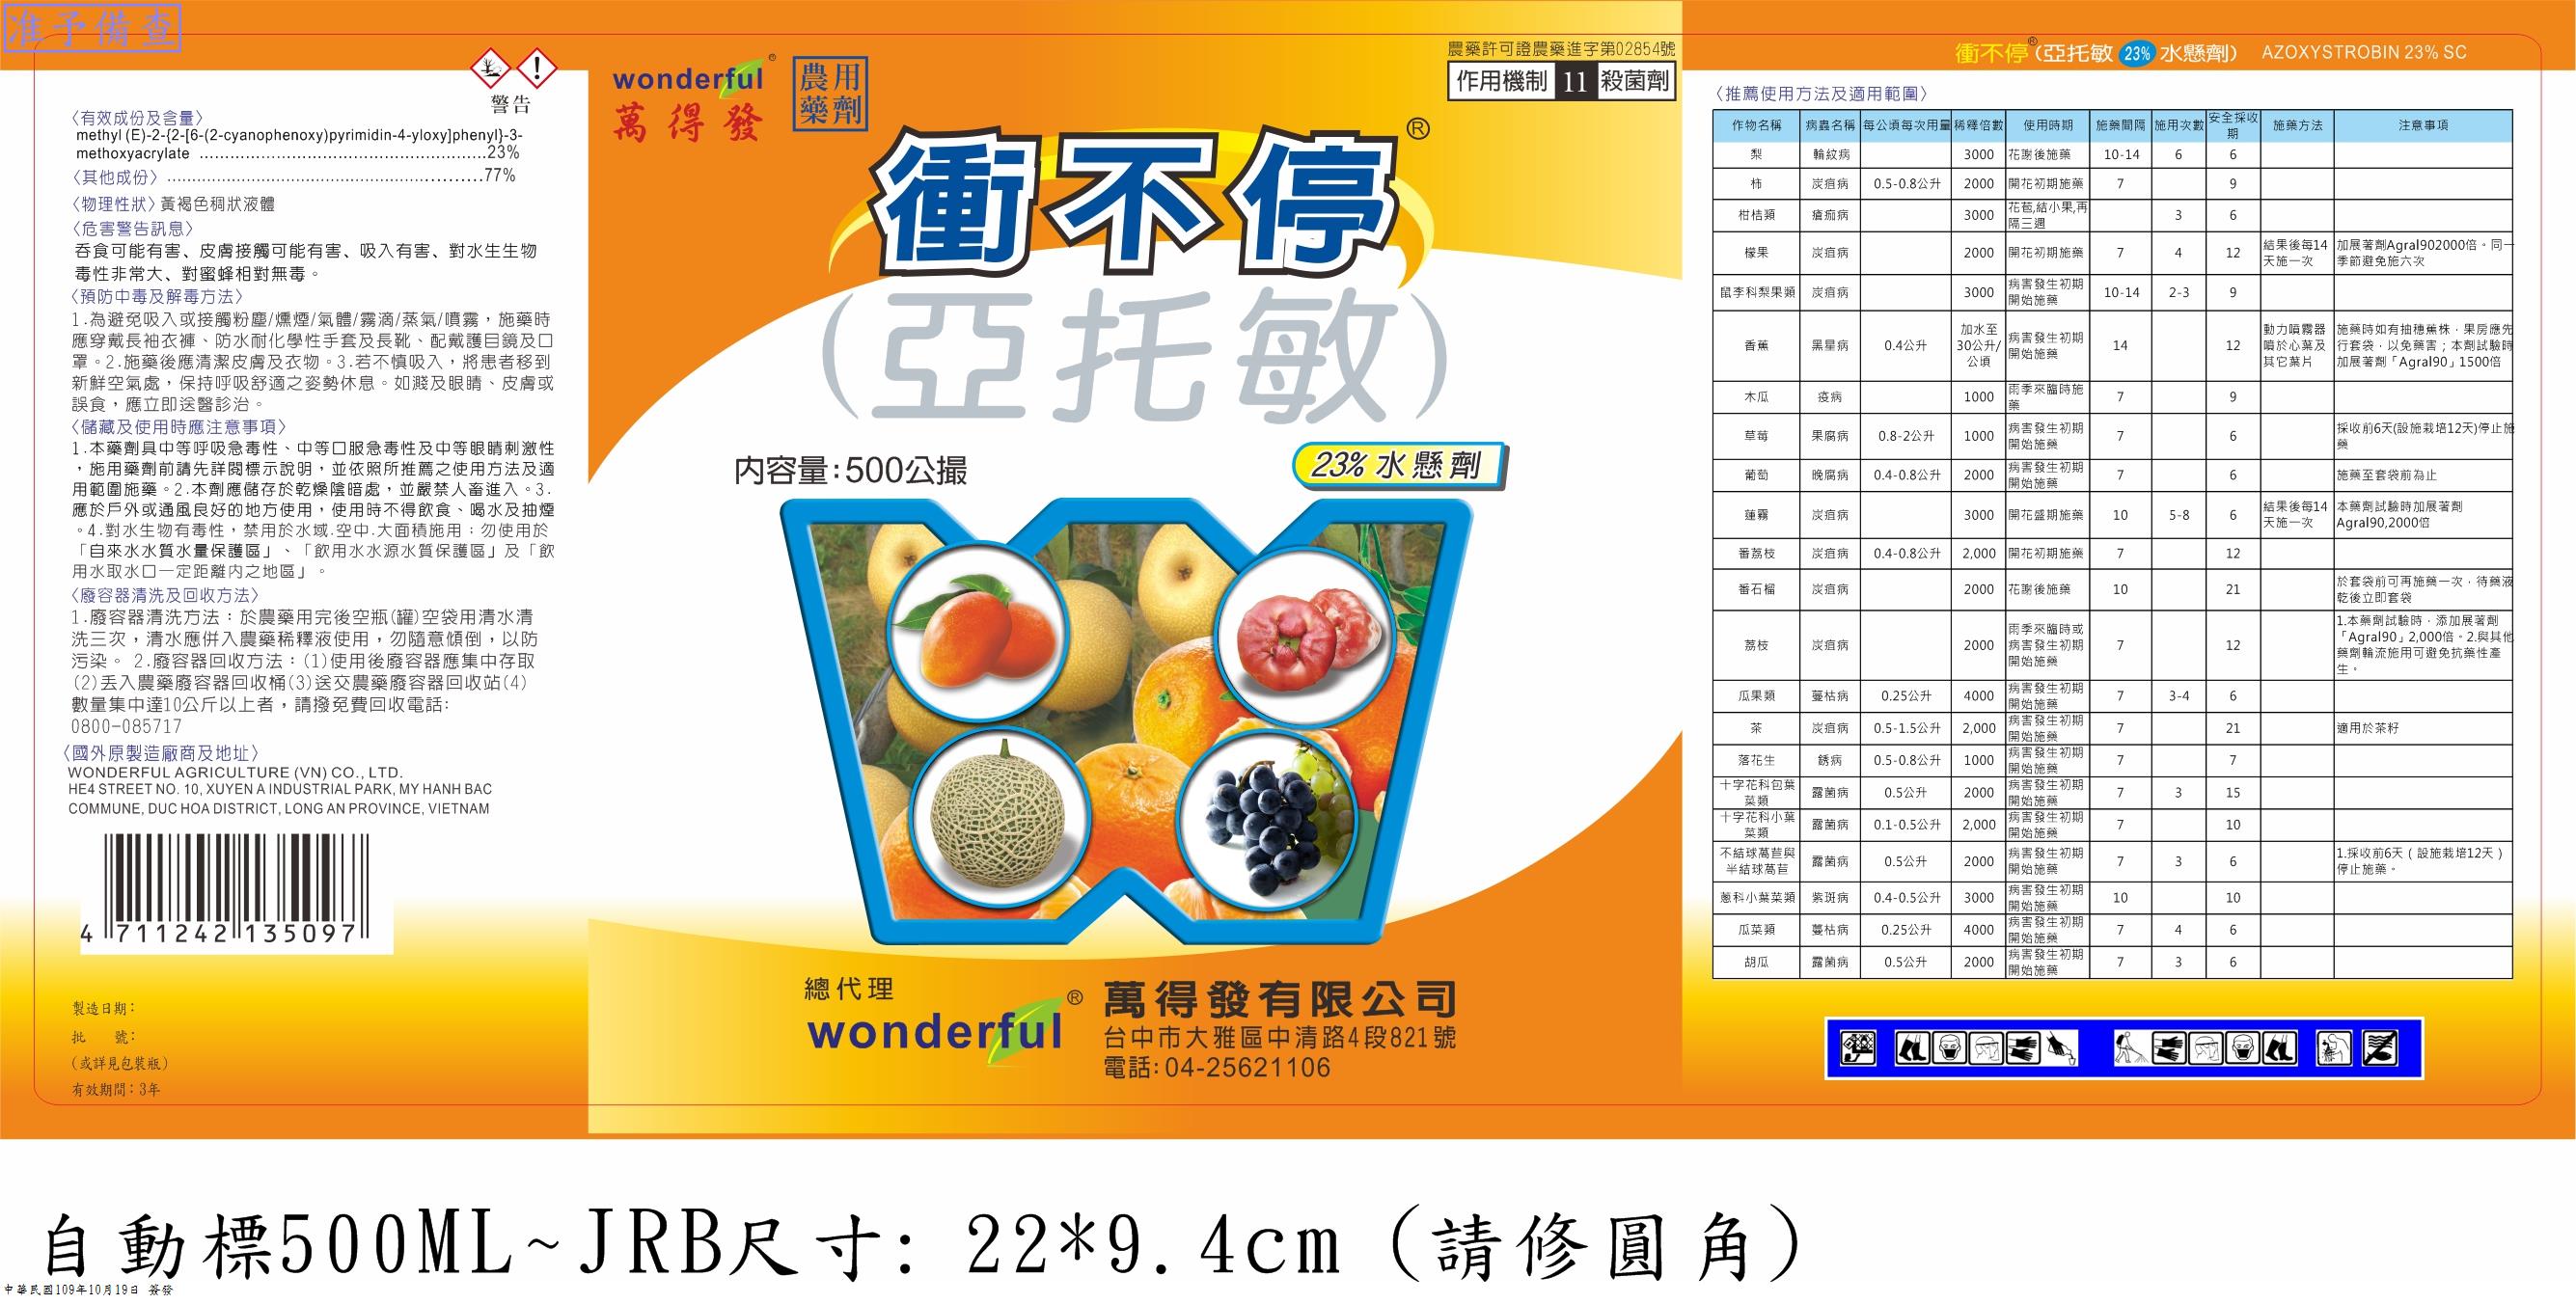 准予備查
警告
〈有效成份及含量〉
methyl (E)-2-{2-[6-(2-cyanophenoxy)pyrimidin-4-yloxy]phenyl}-3-
methoxyacrylate ........................................................23%
〈其他成份〉............................................................77%
〈物理性狀〉黃褐色稠狀液體
〈危害警告訊息〉
吞食可能有害、皮膚接觸可能有害、吸入有害、對水生生物
毒性非常大、對蜜蜂相對無毒。
〈預防中毒及解毒方法〉
1.為避免吸入或接觸粉塵/燻煙/氣體/霧滴/蒸氣/噴霧，施藥時
應穿戴長袖衣褲、防水耐化學性手套及長靴、配戴護目鏡及口
罩。2.施藥後應清潔皮膚及衣物。3.若不慎吸入，將患者移到
新鮮空氣處，保持呼吸舒適之姿勢休息。如濺及眼睛、皮膚或
誤食，應立即送醫診治。
〈儲藏及使用時應注意事項〉
1.本藥劑具中等呼吸急毒性、中等口服急毒性及中等眼睛刺激性
，施用藥劑前請先詳閱標示說明，並依照所推薦之使用方法及適
用範圍施藥。2.本劑應儲存於乾燥陰暗處，並嚴禁人畜進入。3.
應於戶外或通風良好的地方使用，使用時不得飲食、喝水及抽煙
。4.對水生物有毒性，禁用於水域.空中.大面積施用；勿使用於
「自來水水質水量保護區」、「飲用水水源水質保護區」及「飲
用水取水口一定距離內之地區」。
〈廢容器清洗及回收方法〉
1.廢容器清洗方法：於農藥用完後空瓶(罐)空袋用清水清
洗三次，清水應併入農藥稀釋液使用，勿隨意傾倒，以防
污染。 2.廢容器回收方法：(1)使用後廢容器應集中存取
(2)丟入農藥廢容器回收桶(3)送交農藥廢容器回收站(4)
數量集中達10公斤以上者，請撥免費回收電話:
0800-085717
〈國外原製造廠商及地址〉
WONDERFUL AGRICULTURE (VN) CO., LTD.
HE4 STREET NO. 10, XUYEN A INDUSTRIAL PARK, MY HANH BAC
COMMUNE, DUC HOA DISTRICT, LONG AN PROVINCE, VIETNAM
4 711242 135097
製造日期：
批　　號：
(或詳見包裝瓶)
有效期間：3年
wonderful®
萬得發
農用
藥劑
農藥許可證農藥進字第02854號
作用機制 11 殺菌劑
衝不停®
(亞托敏)
內容量：500公撮
23% 水懸劑
總代理
wonderful®
萬得發有限公司
台中市大雅區中清路4段821號
電話：04-25621106
衝不停®(亞托敏 23% 水懸劑) AZOXYSTROBIN 23% SC
〈推薦使用方法及適用範圍〉
作物名稱 病蟲名稱 每公頃每次用量 稀釋倍數 使用時期 施藥間隔 施用次數 安全採收期 施藥方法 注意事項
梨 輪紋病 3000 花謝後施藥 10-14 6 6
柿 炭疽病 0.5-0.8公升 2000 開花初期施藥 7 9
柑桔類 瘡痂病 3000 花苞,結小果,再隔三週 3 6
檬果 炭疽病 2000 開花初期施藥 7 4 12 結果後每14天施一次 加展著劑Agral902000倍。同一季節避免施六次
鼠李科梨果類 炭疽病 3000 病害發生初期開始施藥 10-14 2-3 9
香蕉 黑星病 0.4公升 加水至30公升/公頃 病害發生初期開始施藥 14 12 動力噴霧器噴於心葉及其它葉片 施藥時如有抽穗蕉株，果房應先行套袋，以免藥害；本劑試驗時加展著劑「Agral90」1500倍
木瓜 疫病 1000 雨季來臨時施藥 7 9
草莓 果腐病 0.8-2公升 1000 病害發生初期開始施藥 7 6 採收前6天(設施栽培12天)停止施藥
葡萄 晚腐病 0.4-0.8公升 2000 病害發生初期開始施藥 7 6 施藥至套袋前為止
蓮霧 炭疽病 3000 開花盛期施藥 10 5-8 6 結果後每14天施一次 本藥劑試驗時加展著劑Agral90,2000倍
番荔枝 炭疽病 0.4-0.8公升 2,000 開花初期施藥 7 12
番石榴 炭疽病 2000 花謝後施藥 10 21 於套袋前可再施藥一次，待藥液乾後立即套袋
荔枝 炭疽病 2000 雨季來臨時或病害發生初期開始施藥 7 12 1.本藥劑試驗時，添加展著劑「Agral90」2,000倍。2.與其他藥劑輪流施用可避免抗藥性產生。
瓜果類 蔓枯病 0.25公升 4000 病害發生初期開始施藥 7 3-4 6
茶 炭疽病 0.5-1.5公升 2,000 病害發生初期開始施藥 7 21 適用於茶籽
落花生 銹病 0.5-0.8公升 1000 病害發生初期開始施藥 7 7
十字花科包葉菜類 露菌病 0.5公升 2000 病害發生初期開始施藥 7 3 15
十字花科小葉菜類 露菌病 0.1-0.5公升 2,000 病害發生初期開始施藥 7 10
不結球萵苣與半結球萵苣 露菌病 0.5公升 2000 病害發生初期開始施藥 7 3 6 1.採收前6天（設施栽培12天）停止施藥。
蔥科小葉菜類 紫斑病 0.4-0.5公升 3000 病害發生初期開始施藥 10 10
瓜菜類 蔓枯病 0.25公升 4000 病害發生初期開始施藥 7 4 6
胡瓜 露菌病 0.5公升 2000 病害發生初期開始施藥 7 3 6
自動標500ML~JRB尺寸: 22*9.4cm (請修圓角)
中華民國109年10月19日 簽發